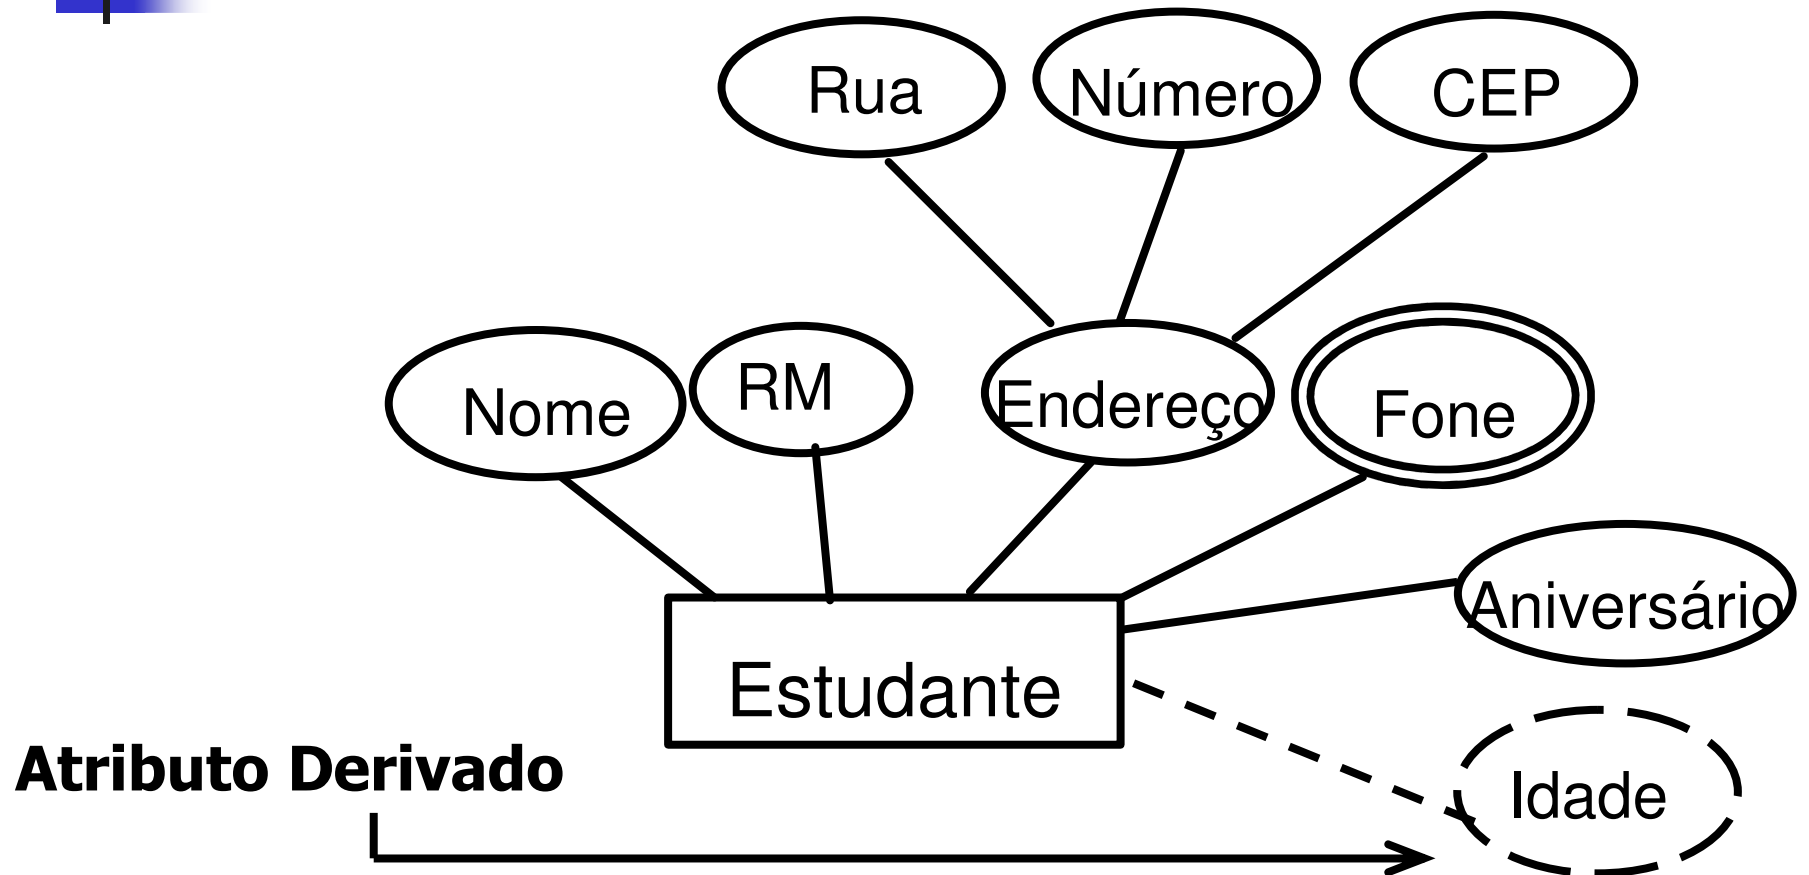 Rua
Número
CEP
Nome
RM
Endereço
Fone
Aniversário
Estudante
Atributo Derivado
Idade